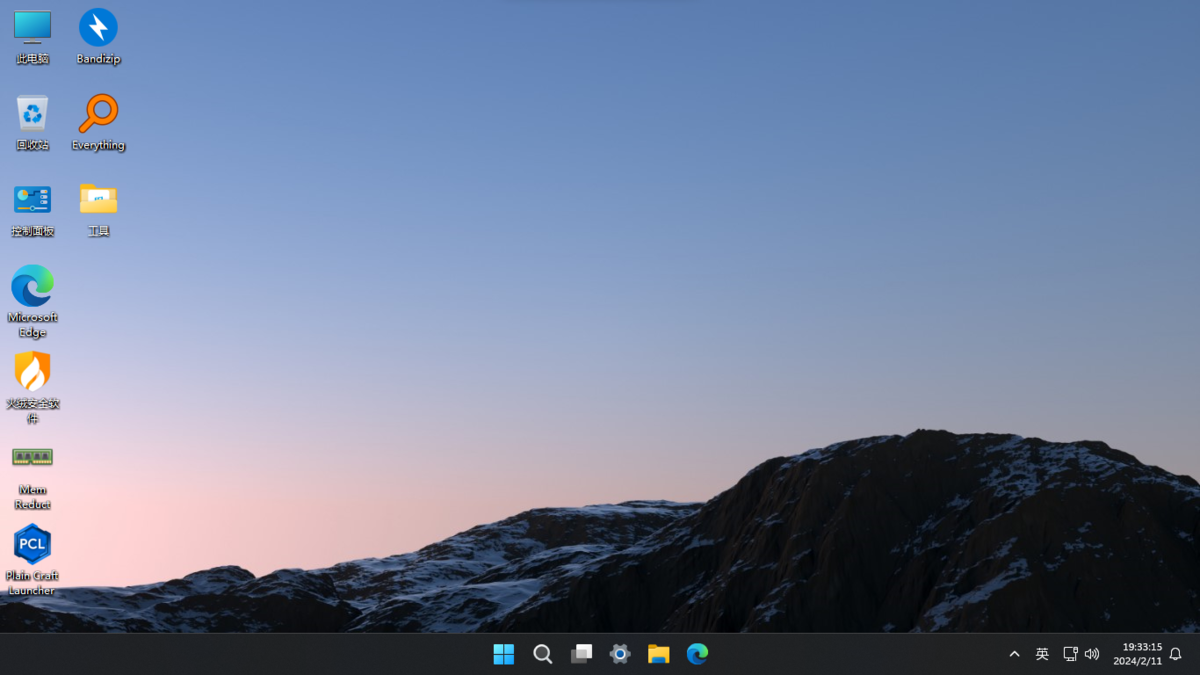 此电脑
Bandizip
回收站
Everything
控制面板
工具
Microsoft
Edge
火绒安全软
件
Mem
Reduct
PCL
Plain Craft
Launcher
英
19:33:15
2024/2/11